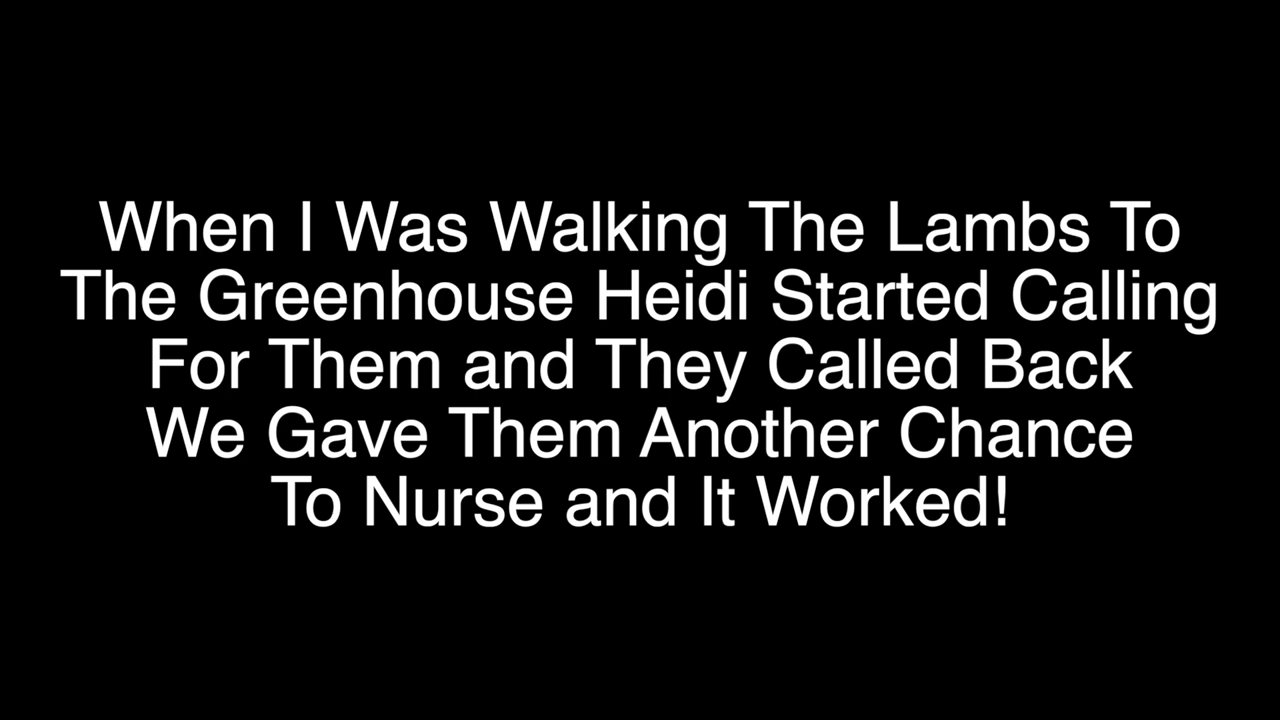 When I Was Walking The Lambs To
The Greenhouse Heidi Started Calling
For Them and They Called Back
We Gave Them Another Chance
To Nurse and It Worked!